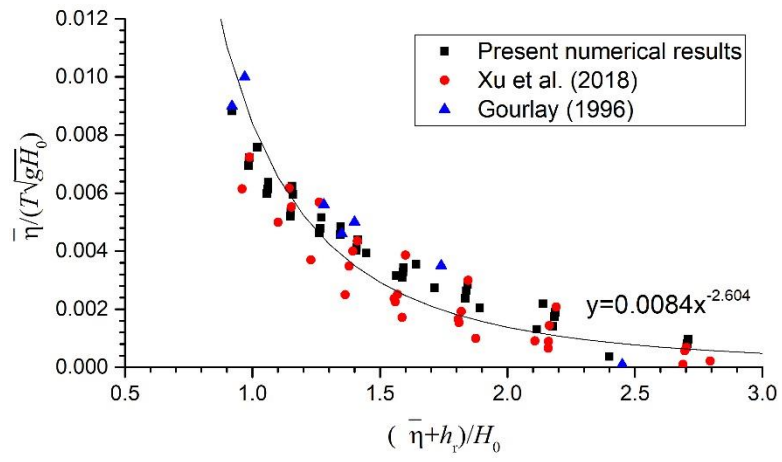 0.012
0.010
0.008
0.006
0.004
0.002
0.000
η̅/(T√gH₀)
Present numerical results
Xu et al. (2018)
Gourlay (1996)
y=0.0084x⁻²·⁶⁰⁴
0.5 1.0 1.5 2.0 2.5 3.0
(η̅+hᵣ)/H₀